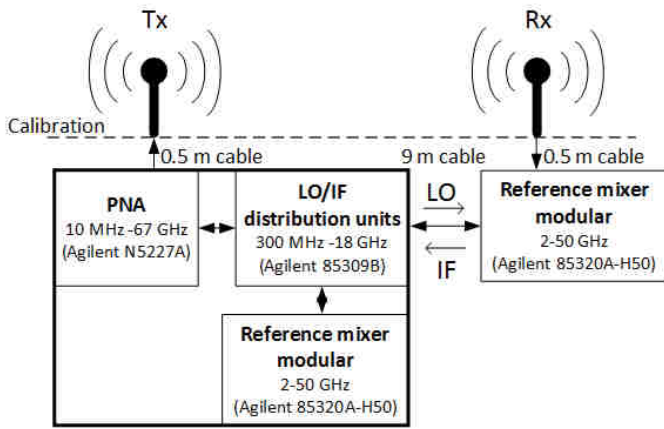 Tx
Rx
Calibration
0.5 m cable
9 m cable
0.5 m cable
PNA
10 MHz -67 GHz
(Agilent N5227A)
LO/IF
distribution units
300 MHz -18 GHz
(Agilent 85309B)
LO
IF
Reference mixer
modular
2-50 GHz
(Agilent 85320A-H50)
Reference mixer
modular
2-50 GHz
(Agilent 85320A-H50)